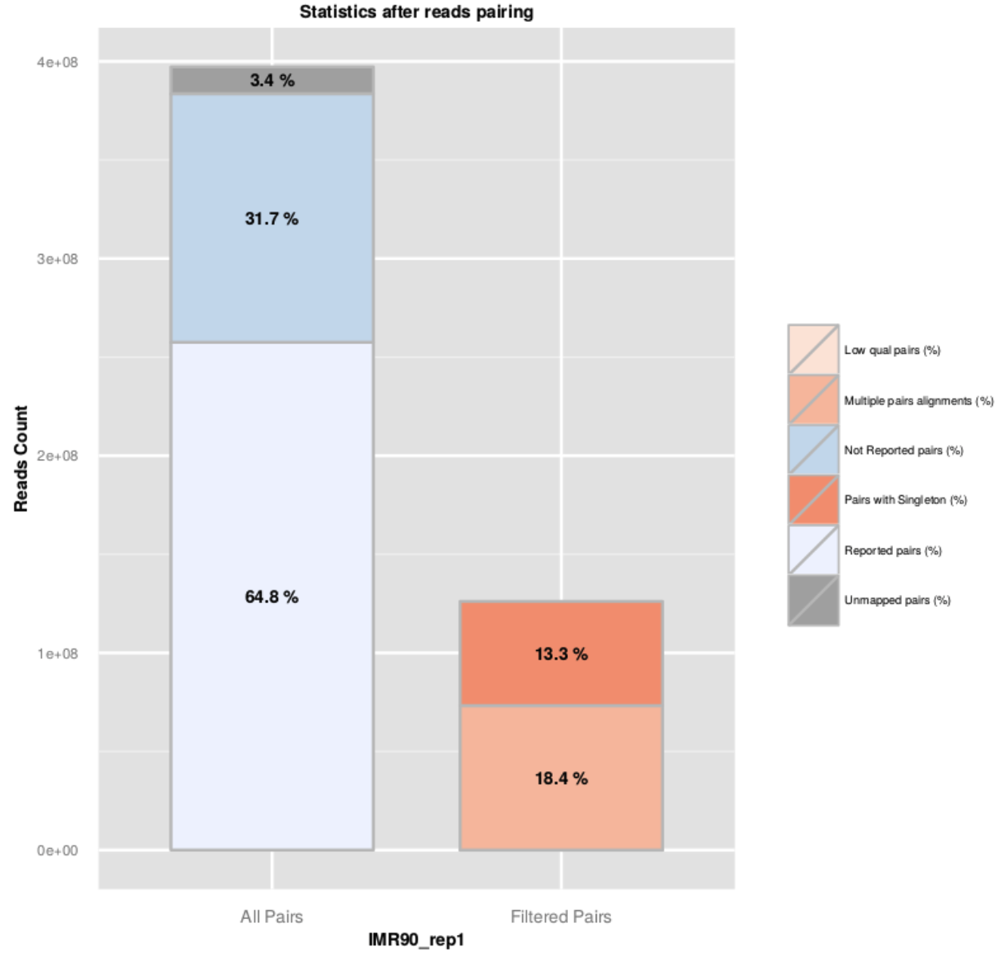 Statistics after reads pairing
4e+08
3e+08
2e+08
1e+08
0e+00
Reads Count
3.4 %
31.7 %
64.8 %
13.3 %
18.4 %
All Pairs
Filtered Pairs
IMR90_rep1
Low qual pairs (%)
Multiple pairs alignments (%)
Not Reported pairs (%)
Pairs with Singleton (%)
Reported pairs (%)
Unmapped pairs (%)